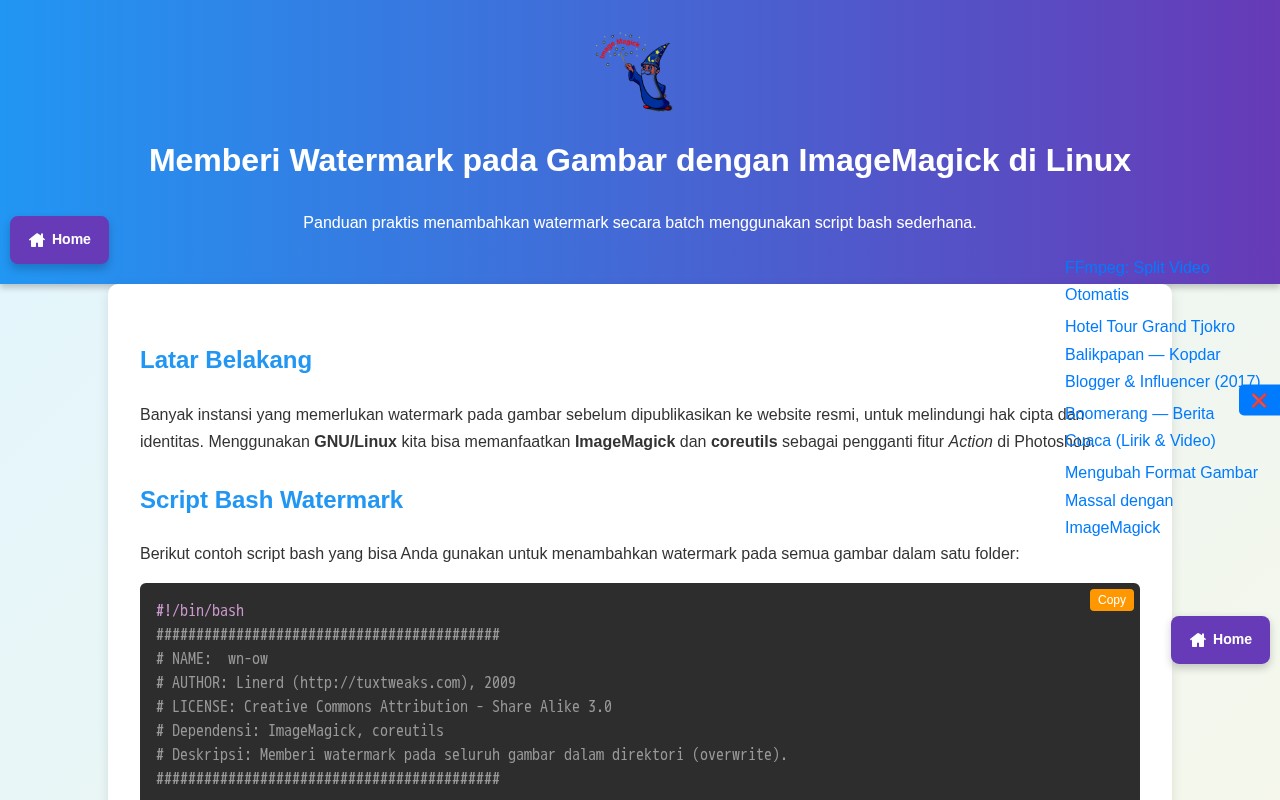 Image Magick
Memberi Watermark pada Gambar dengan ImageMagick di Linux
Panduan praktis menambahkan watermark secara batch menggunakan script bash sederhana.
Home
FFmpeg: Split Video
Otomatis
Hotel Tour Grand Tjokro
Balikpapan — Kopdar
Blogger & Influencer (2017)
Boomerang — Berita
Cuaca (Lirik & Video)
Mengubah Format Gambar
Massal dengan
ImageMagick
Latar Belakang
Banyak instansi yang memerlukan watermark pada gambar sebelum dipublikasikan ke website resmi, untuk melindungi hak cipta dan
identitas. Menggunakan GNU/Linux kita bisa memanfaatkan ImageMagick dan coreutils sebagai pengganti fitur Action di Photoshop.
Script Bash Watermark
Berikut contoh script bash yang bisa Anda gunakan untuk menambahkan watermark pada semua gambar dalam satu folder:
Copy
#!/bin/bash
###########################################
# NAME:  wn-ow
# AUTHOR: Linerd (http://tuxtweaks.com), 2009
# LICENSE: Creative Commons Attribution - Share Alike 3.0
# Dependensi: ImageMagick, coreutils
# Deskripsi: Memberi watermark pada seluruh gambar dalam direktori (overwrite).
###########################################
Home